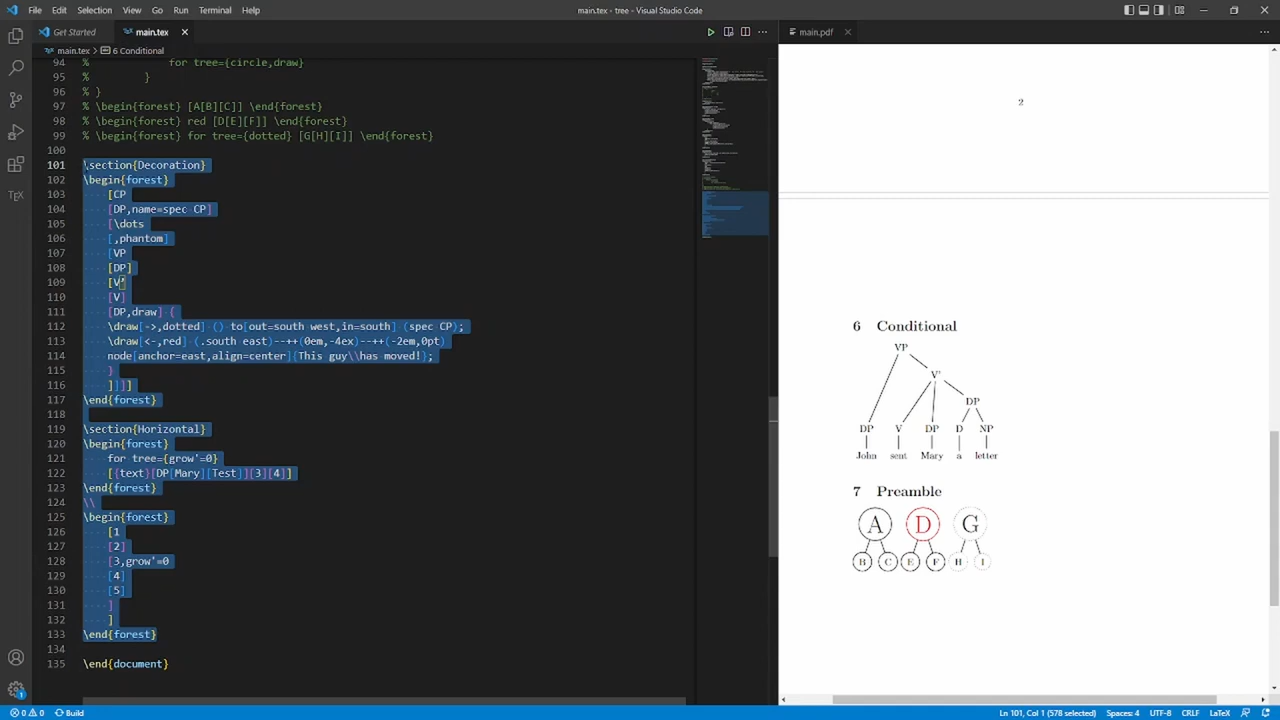 File Edit Selection View Go Run Terminal Help
main.tex - tree - Visual Studio Code
Get Started
main.tex
main.tex
6 Conditional
94 % for tree={circle,draw}
95 % }
96 % }
97 % \begin{forest} [A[B][C]] \end{forest}
98 % \begin{forest} red [D[E][F]] \end{forest}
99 % \begin{forest} for tree={dotted} [G[H][I]] \end{forest}
100
101 \section{Decoration}
102 \begin{forest}
103 [CP
104 [DP,name=spec CP]
105 [\dots
106 [,phantom]
107 [VP
108 [DP]
109 [V'
110 [V]
111 [DP,draw] {
112 \draw[->,dotted] () to[out=south west,in=south] (spec CP);
113 \draw[<-,red] (.south east)--++(0em,-4ex)--++(-2em,0pt)
114 node[anchor=east,align=center]{This guy\\has moved!};
115 }
116 ]]]]
117 \end{forest}
118
119 \section{Horizontal}
120 \begin{forest}
121 for tree={grow'=0}
122 [{text}[DP[Mary[[Test]][3][4]]
123 \end{forest}
124 \\
125 \begin{forest}
126 [1
127 [2]
128 [3,grow'=0
129 [4]
130 [5]
131 ]
132 ]
133 \end{forest}
134
135 \end{document}
main.pdf
2
6 Conditional
VP
V'
DP
DP V DP D NP
John sent Mary a letter
7 Preamble
A D G
B C E F H I
0 0 Build
Ln 101, Col 1 (578 selected) Spaces: 4 UTF-8 CRLF LaTeX